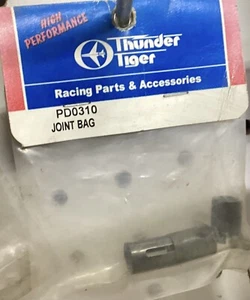 HIGH
PERFORMANCE
Thunder
Tiger
Racing Parts & Accessories
PD0310
JOINT BAG